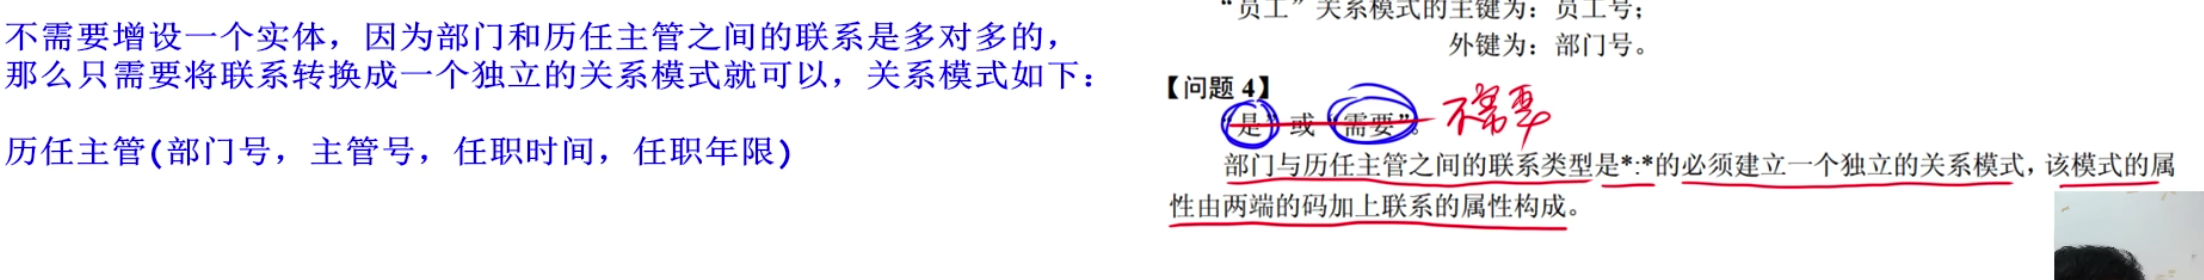 不需要增设一个实体，因为部门和历任主管之间的联系是多对多的，
那么只需要将联系转换成一个独立的关系模式就可以，关系模式如下：
历任主管(部门号，主管号，任职时间，任职年限)
“员工”关系模式的主键为：员工号；
外键为：部门号。
【问题 4】
“是”或“需要”。 不需要
部门与历任主管之间的联系类型是*:*的必须建立一个独立的关系模式，该模式的属
性由两端的码加上联系的属性构成。